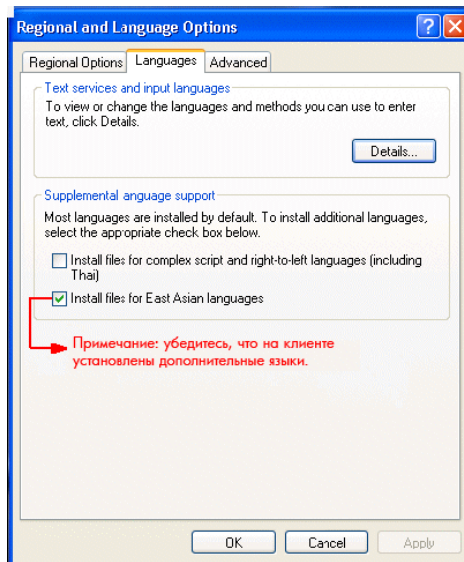 Regional and Language Options
Regional Options
Languages
Advanced
Text services and input languages
To view or change the languages and methods you can use to enter
text, click Details.
Details...
Supplemental anguage support
Most languages are installed by default. To install additional languages,
select the appropriate check box below.
Install files for complex script and right-to-left languages (including
Thai)
Install files for East Asian languages
Примечание: убедитесь, что на клиенте
установлены дополнительные языки.
OK
Cancel
Apply